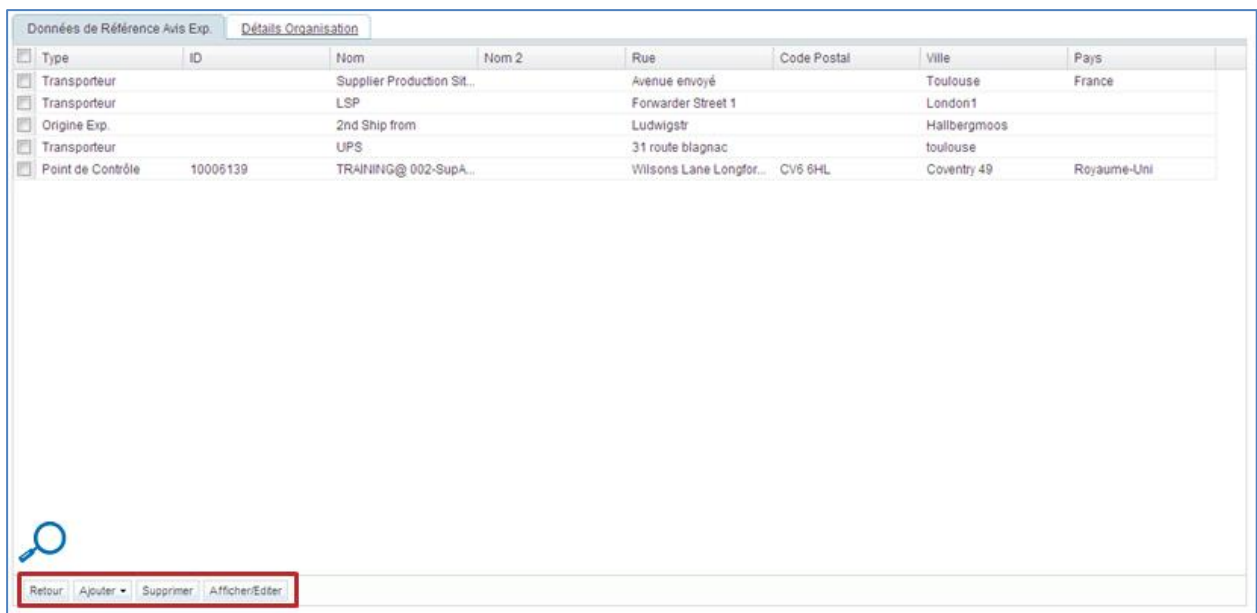 Données de Référence Avis Exp. Détails Organisation
Type ID Nom Nom 2 Rue Code Postal Ville Pays
Transporteur Supplier Production Sit... Avenue envoyé Toulouse France
Transporteur LSP Forwarder Street 1 London1
Origine Exp. 2nd Ship from Ludwigstr Hallbergmoos
Transporteur UPS 31 route blagnac toulouse
Point de Contrôle 10006139 TRAINING@ 002-SupA... Wilsons Lane Longfor... CV6 6HL Coventry 49 Royaume-Uni
Retour Ajouter Supprimer Afficher/Editer